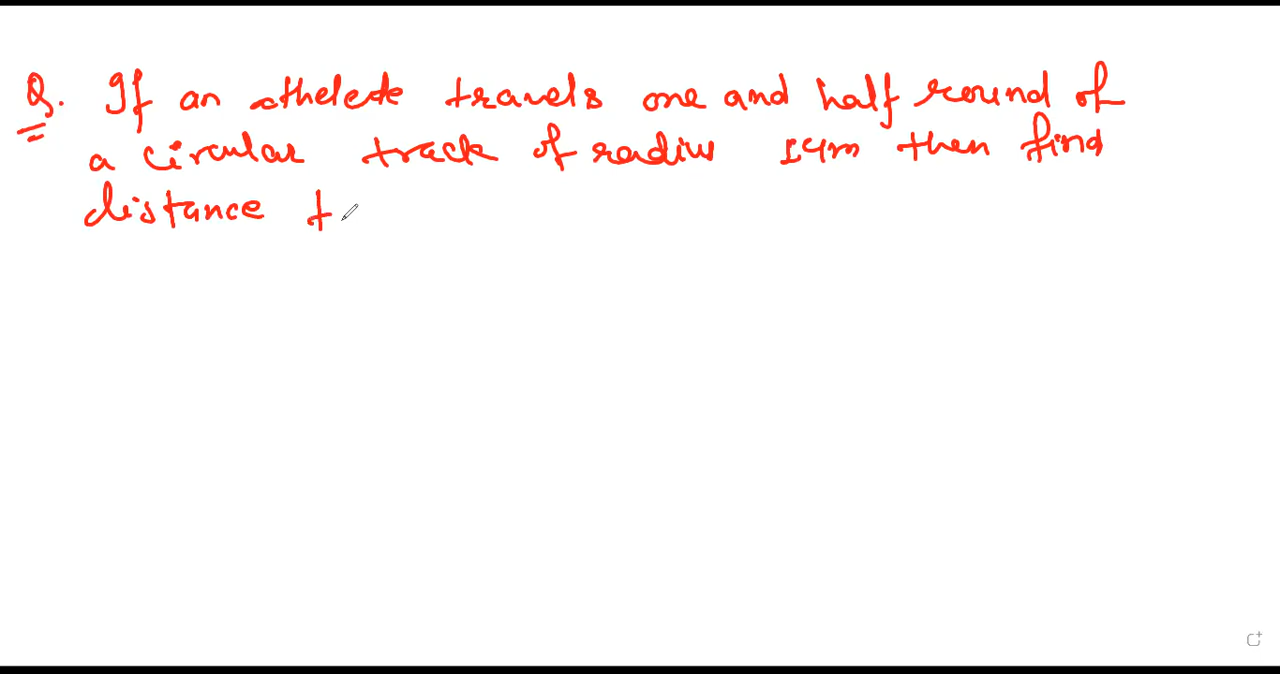 Q. If an athelete travels one and half round of
a circular track of radius 14m then find
distance t